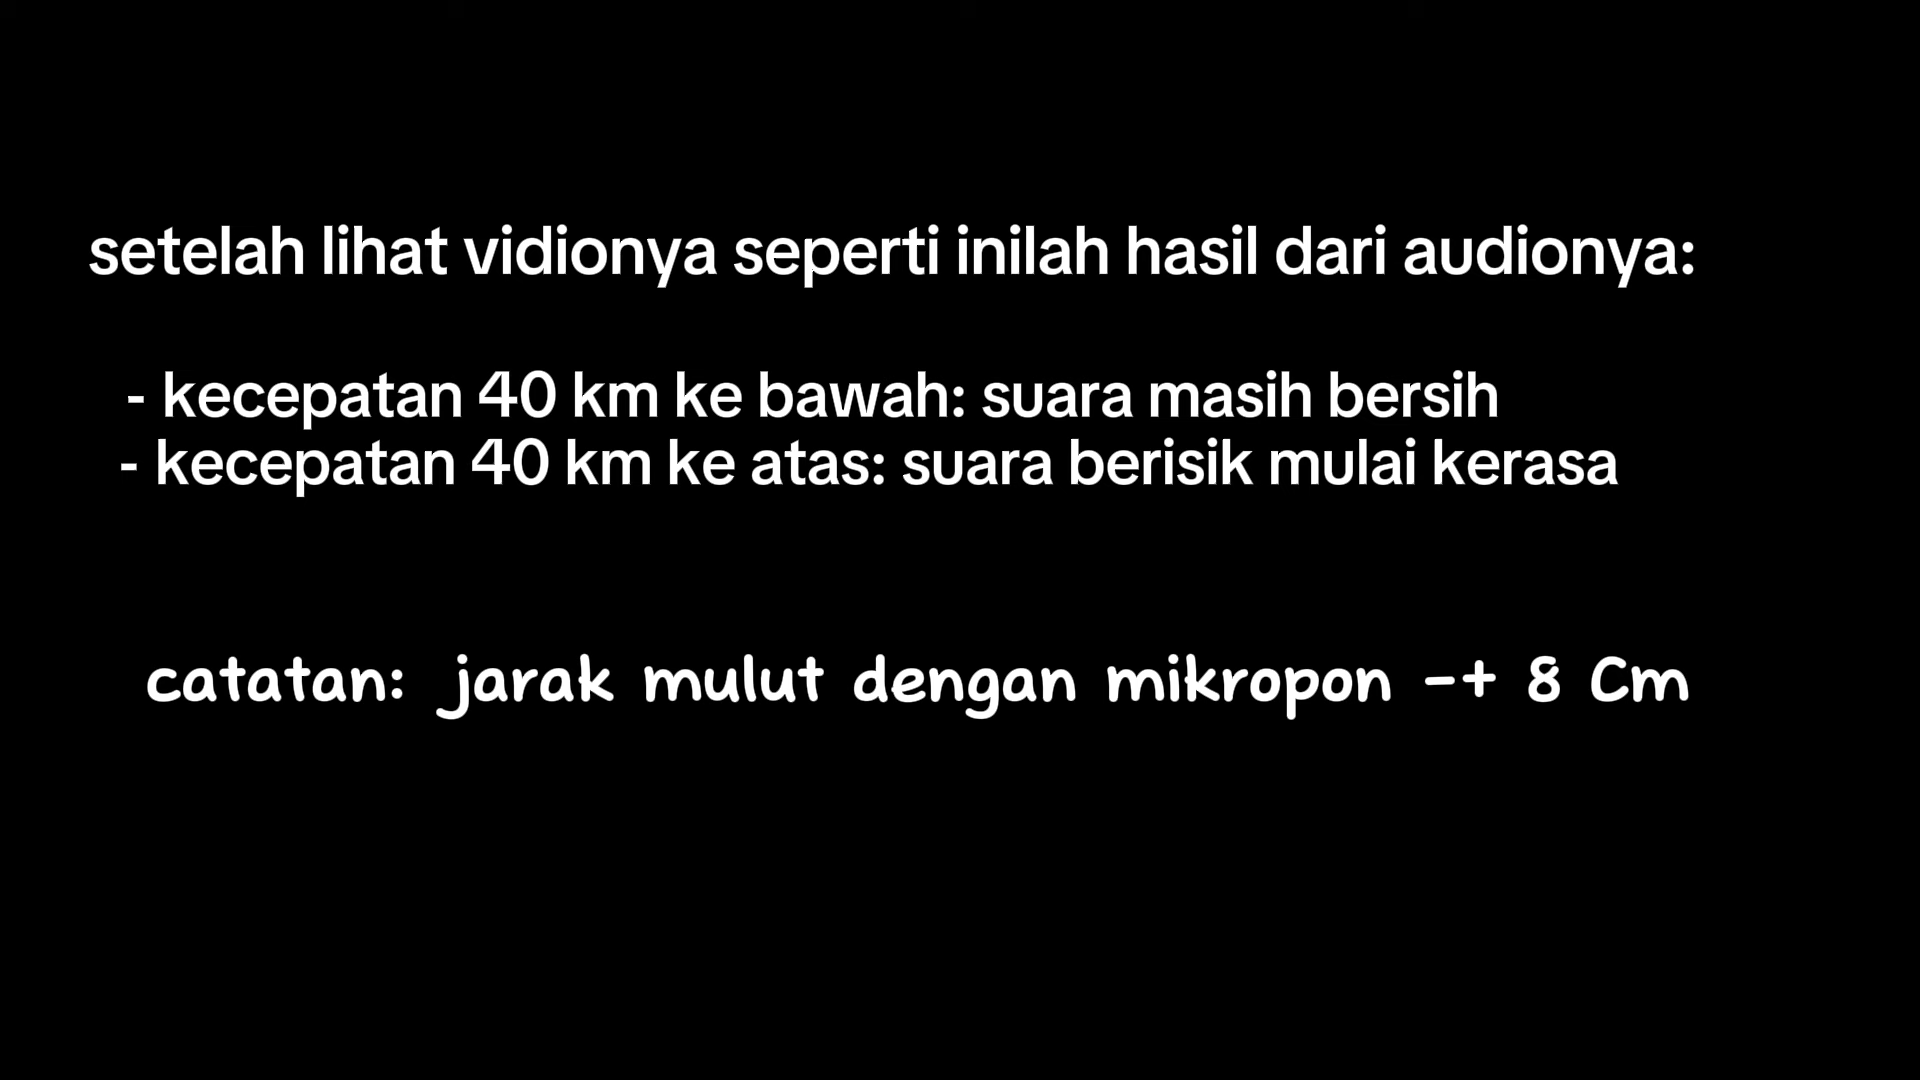 setelah lihat vidionya seperti inilah hasil dari audionya:
- kecepatan 40 km ke bawah: suara masih bersih
- kecepatan 40 km ke atas: suara berisik mulai kerasa
catatan: jarak mulut dengan mikropon -+ 8 Cm